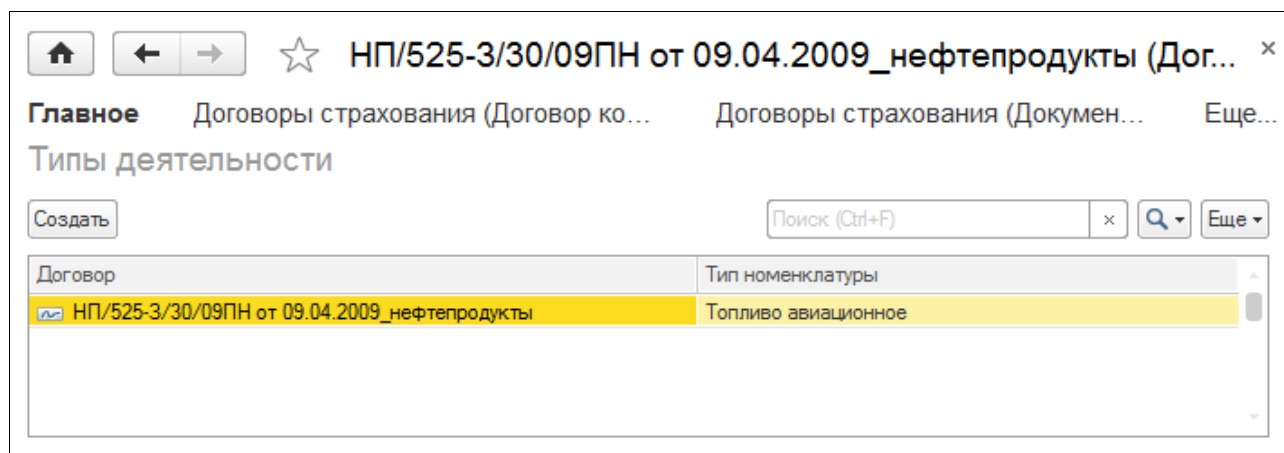 НП/525-3/30/09ПН от 09.04.2009_нефтепродукты (Дог... ×
Главное Договоры страхования (Договор ко... Договоры страхования (Докумен... Еще...
Типы деятельности
Создать Поиск (Ctrl+F) × Еще
Договор Тип номенклатуры
НП/525-3/30/09ПН от 09.04.2009_нефтепродукты Топливо авиационное